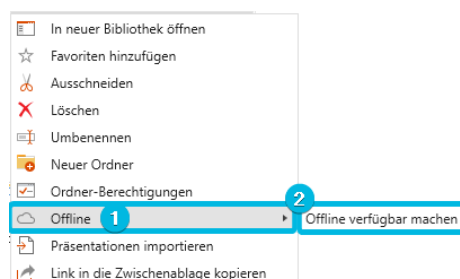 In neuer Bibliothek öffnen
Favoriten hinzufügen
Ausschneiden
Löschen
Umbenennen
Neuer Ordner
Ordner-Berechtigungen
2
Offline 1 Offline verfügbar machen
Präsentationen importieren
Link in die Zwischenablage kopieren